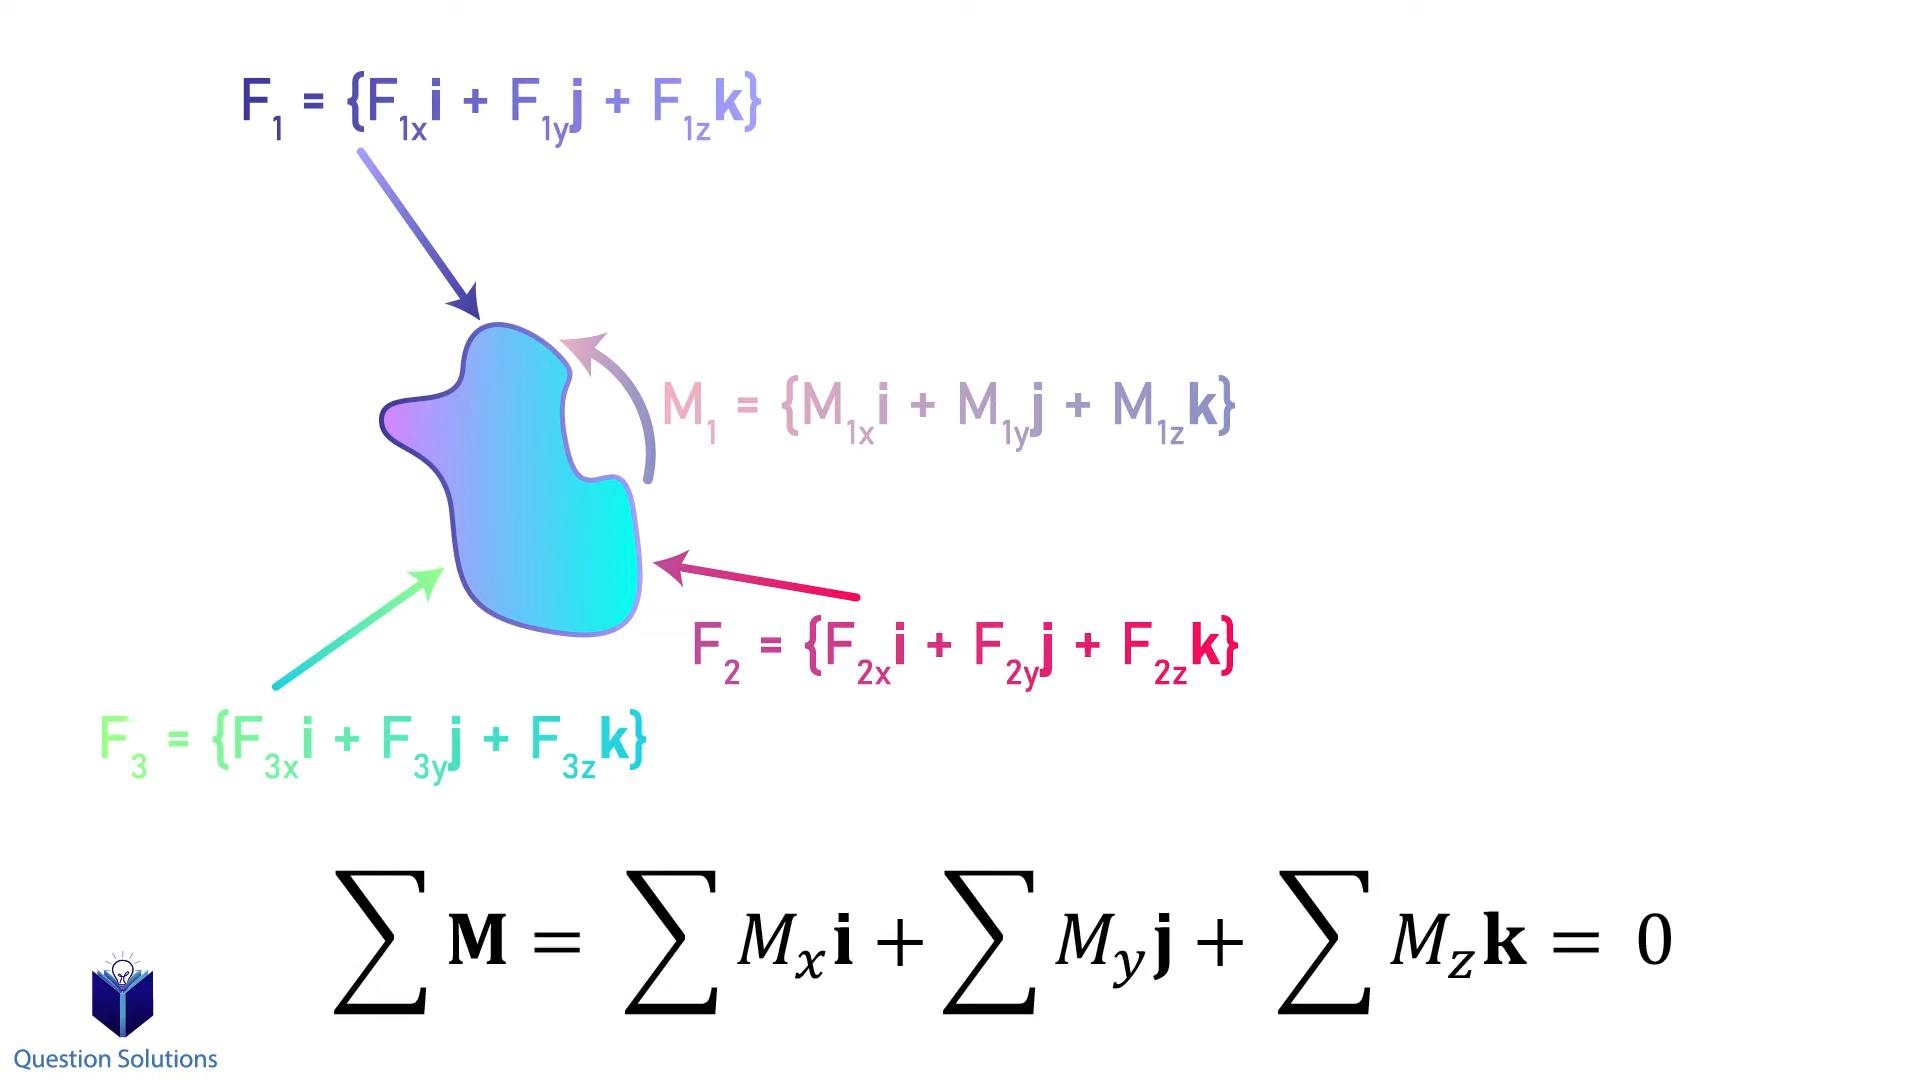 F₁ = {F₁ₓi + F₁yj + F₁zk}
M₁ = {M₁ₓi + M₁yj + M₁zk}
F₂ = {F₂ₓi + F₂yj + F₂zk}
F₃ = {F₃ₓi + F₃yj + F₃zk}
∑M = ∑Mₓi + ∑Myj + ∑Mzk = 0
Question Solutions